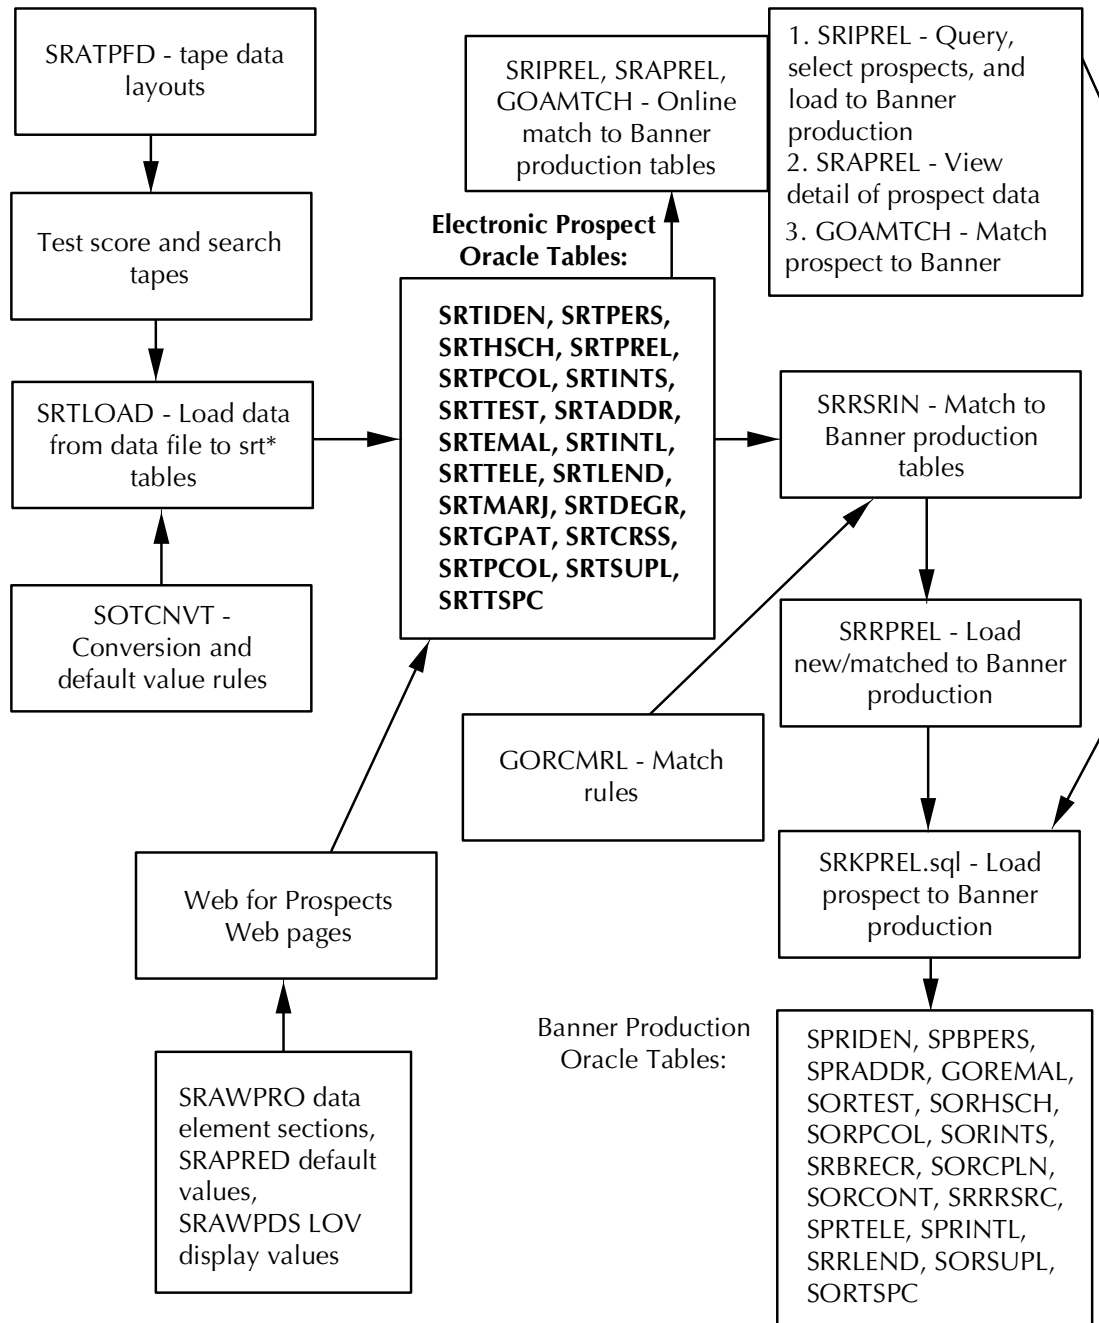 SRATPFD - tape data
layouts
Test score and search
tapes
SRTLOAD - Load data
from data file to srt*
tables
SOTCNVT -
Conversion and
default value rules
SRIPREL, SRAPREL,
GOAMTCH - Online
match to Banner
production tables
1. SRIPREL - Query,
select prospects, and
load to Banner
production
2. SRAPREL - View
detail of prospect data
3. GOAMTCH - Match
prospect to Banner
Electronic Prospect
Oracle Tables:
SRTIDEN, SRTPERS,
SRTHSCH, SRTPREL,
SRTPCOL, SRTINTS,
SRTTEST, SRTADDR,
SRTEMAL, SRTINTL,
SRTTELE, SRTLEND,
SRTMARJ, SRTDEGR,
SRTGPAT, SRTCRSS,
SRTPCOL, SRTSUPL,
SRTTSPC
SRRSRIN - Match to
Banner production
tables
SRRPREL - Load
new/matched to Banner
production
GORCMRL - Match
rules
SRKPREL.sql - Load
prospect to Banner
production
Web for Prospects
Web pages
SRAWPRO data
element sections,
SRAPRED default
values,
SRAWPDS LOV
display values
Banner Production
Oracle Tables:
SPRIDEN, SPBPERS,
SPRADDR, GOREMAL,
SORTEST, SORHSCH,
SORPCOL, SORINTS,
SRBRECR, SORCPLN,
SORCONT, SRRRSRC,
SPRTELE, SPRINTL,
SRRLEND, SORSUPL,
SORTSPC